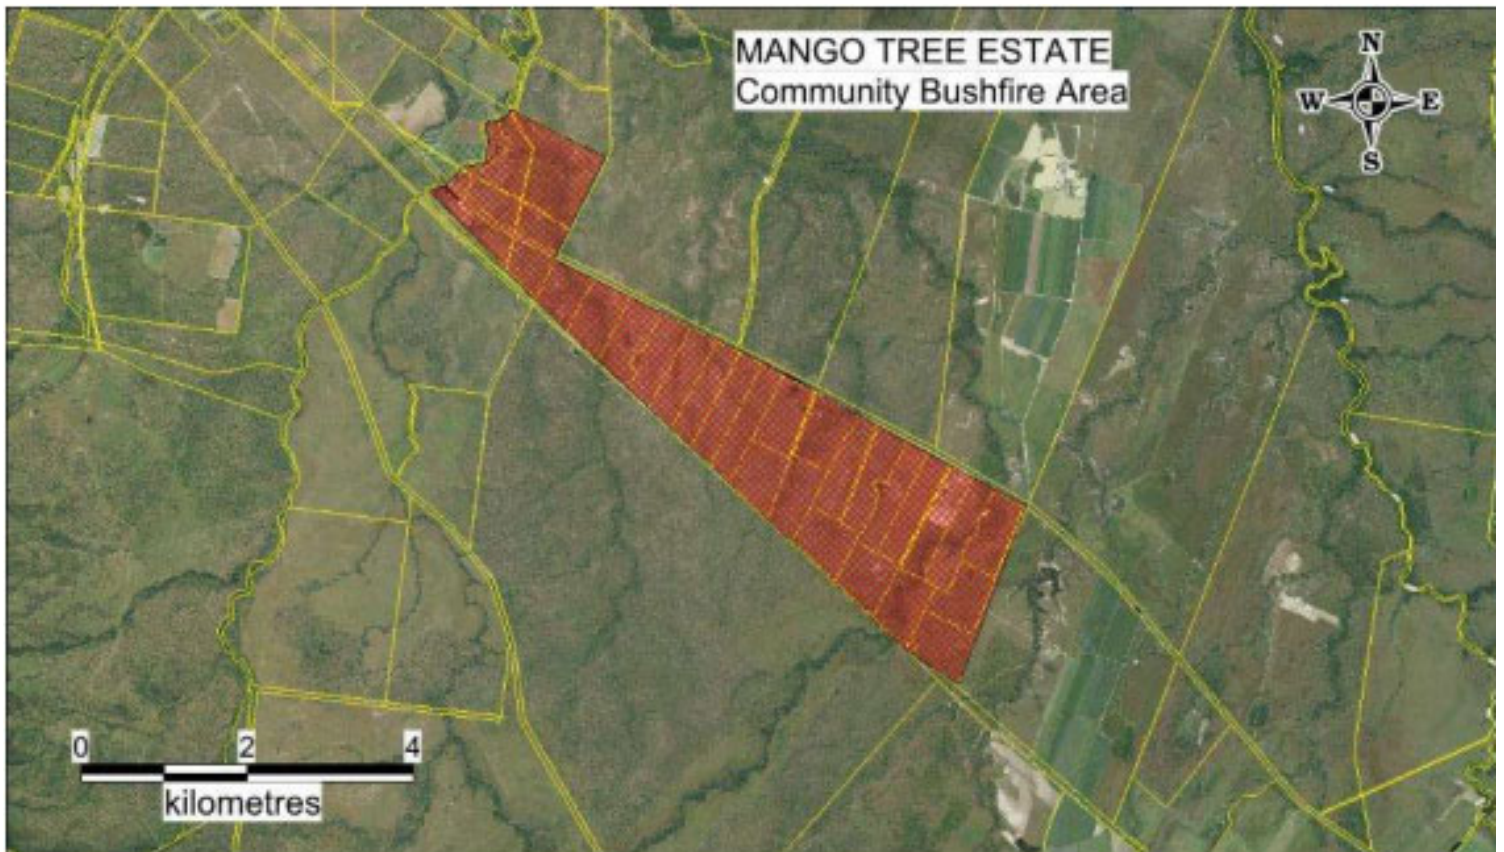 MANGO TREE ESTATE
Community Bushfire Area
N
W E
S
0 2 4
kilometres